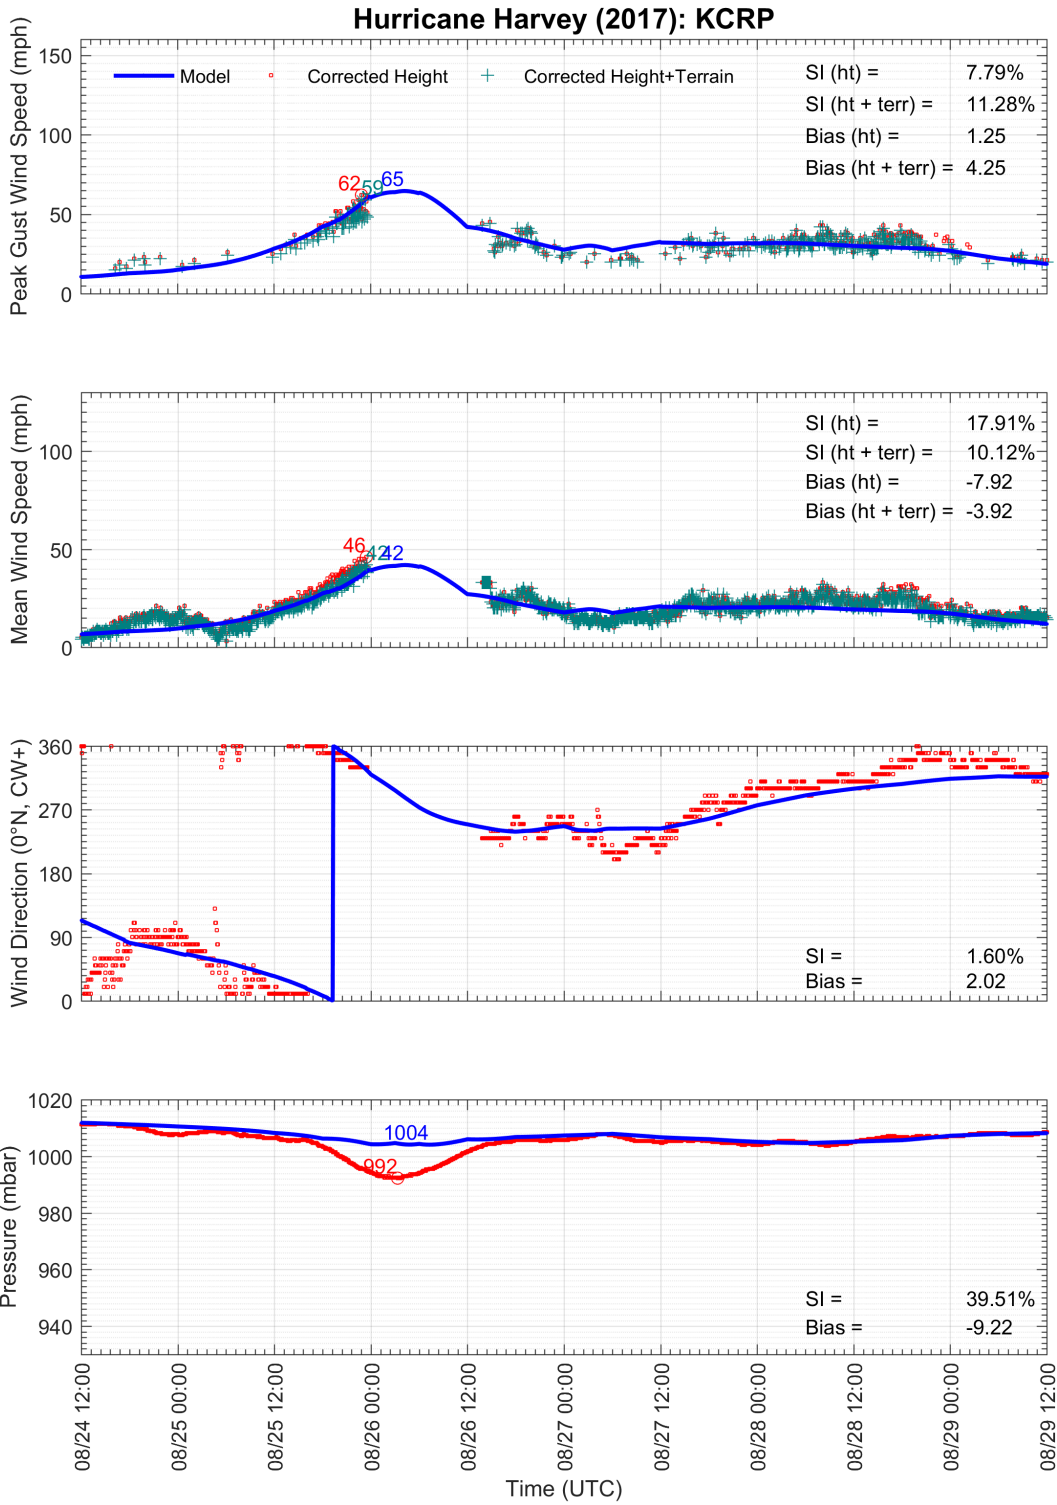 Hurricane Harvey (2017): KCRP
Peak Gust Wind Speed (mph)
150
100
50
0
Model
Corrected Height
Corrected Height+Terrain
SI (ht) = 7.79%
SI (ht + terr) = 11.28%
Bias (ht) = 1.25
Bias (ht + terr) = 4.25
62
59
65
Mean Wind Speed (mph)
100
50
0
SI (ht) = 17.91%
SI (ht + terr) = 10.12%
Bias (ht) = -7.92
Bias (ht + terr) = -3.92
46
42
42
Wind Direction (0°N, CW+)
360
270
180
90
0
SI = 1.60%
Bias = 2.02
Pressure (mbar)
1020
1000
980
960
940
1004
992
SI = 39.51%
Bias = -9.22
08/24 12:00
08/25 00:00
08/25 12:00
08/26 00:00
08/26 12:00
08/27 00:00
08/27 12:00
08/28 00:00
08/28 12:00
08/29 00:00
08/29 12:00
Time (UTC)